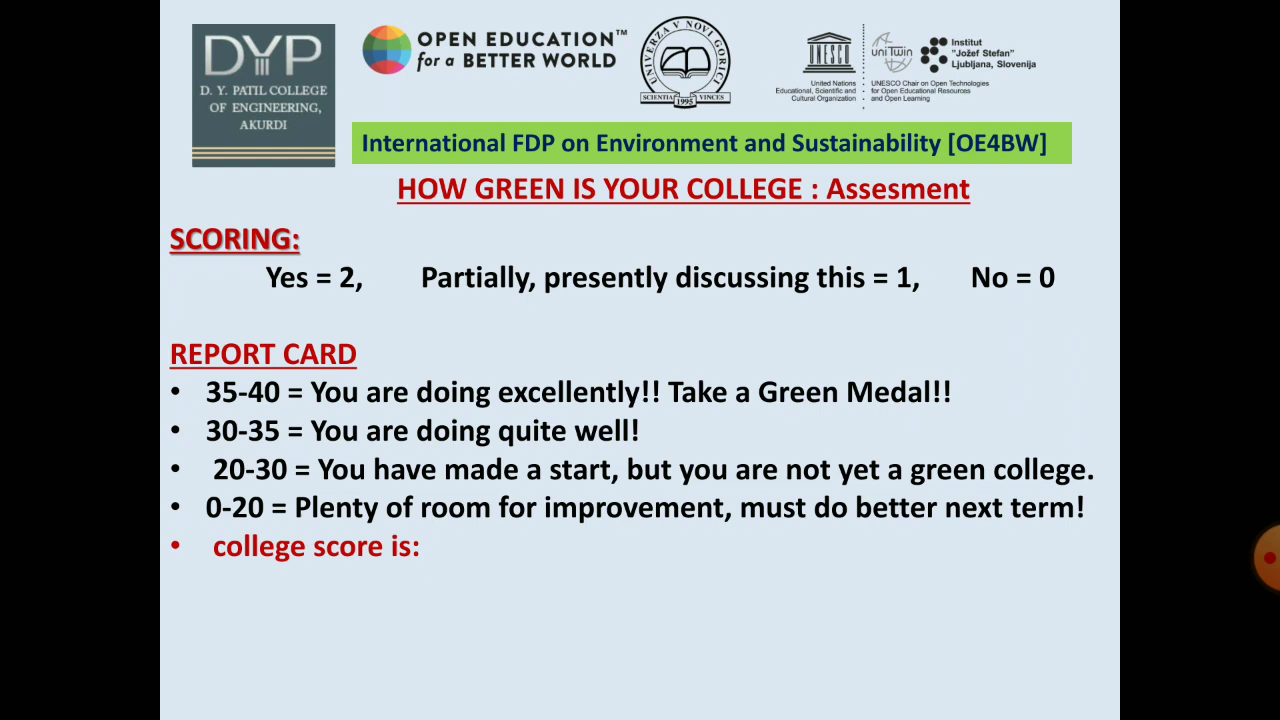 DYP
D. Y. PATIL COLLEGE
OF ENGINEERING,
AKURDI
OPEN EDUCATION™
for a BETTER WORLD
UNIVERZA V NOVI GORICI
SCIENTIA VINCES
1995
UNESCO
United Nations
Educational, Scientific and
Cultural Organization
uniTwin
Institut
"Jožef Stefan"
Ljubljana, Slovenija
UNESCO Chair on Open Technologies
for Open Educational Resources
and Open Learning
International FDP on Environment and Sustainability [OE4BW]
HOW GREEN IS YOUR COLLEGE : Assesment
SCORING:
Yes = 2, Partially, presently discussing this = 1, No = 0
REPORT CARD
• 35-40 = You are doing excellently!! Take a Green Medal!!
• 30-35 = You are doing quite well!
• 20-30 = You have made a start, but you are not yet a green college.
• 0-20 = Plenty of room for improvement, must do better next term!
• college score is: